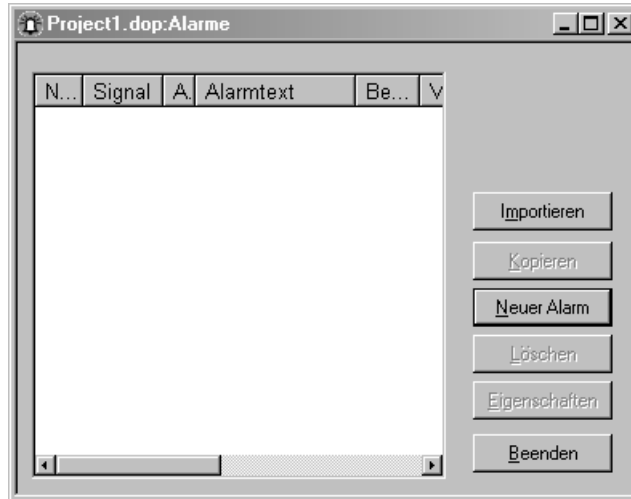 Project1.dop:Alarme
N... Signal A. Alarmtext Be... V
Importieren
Kopieren
Neuer Alarm
Löschen
Eigenschaften
Beenden